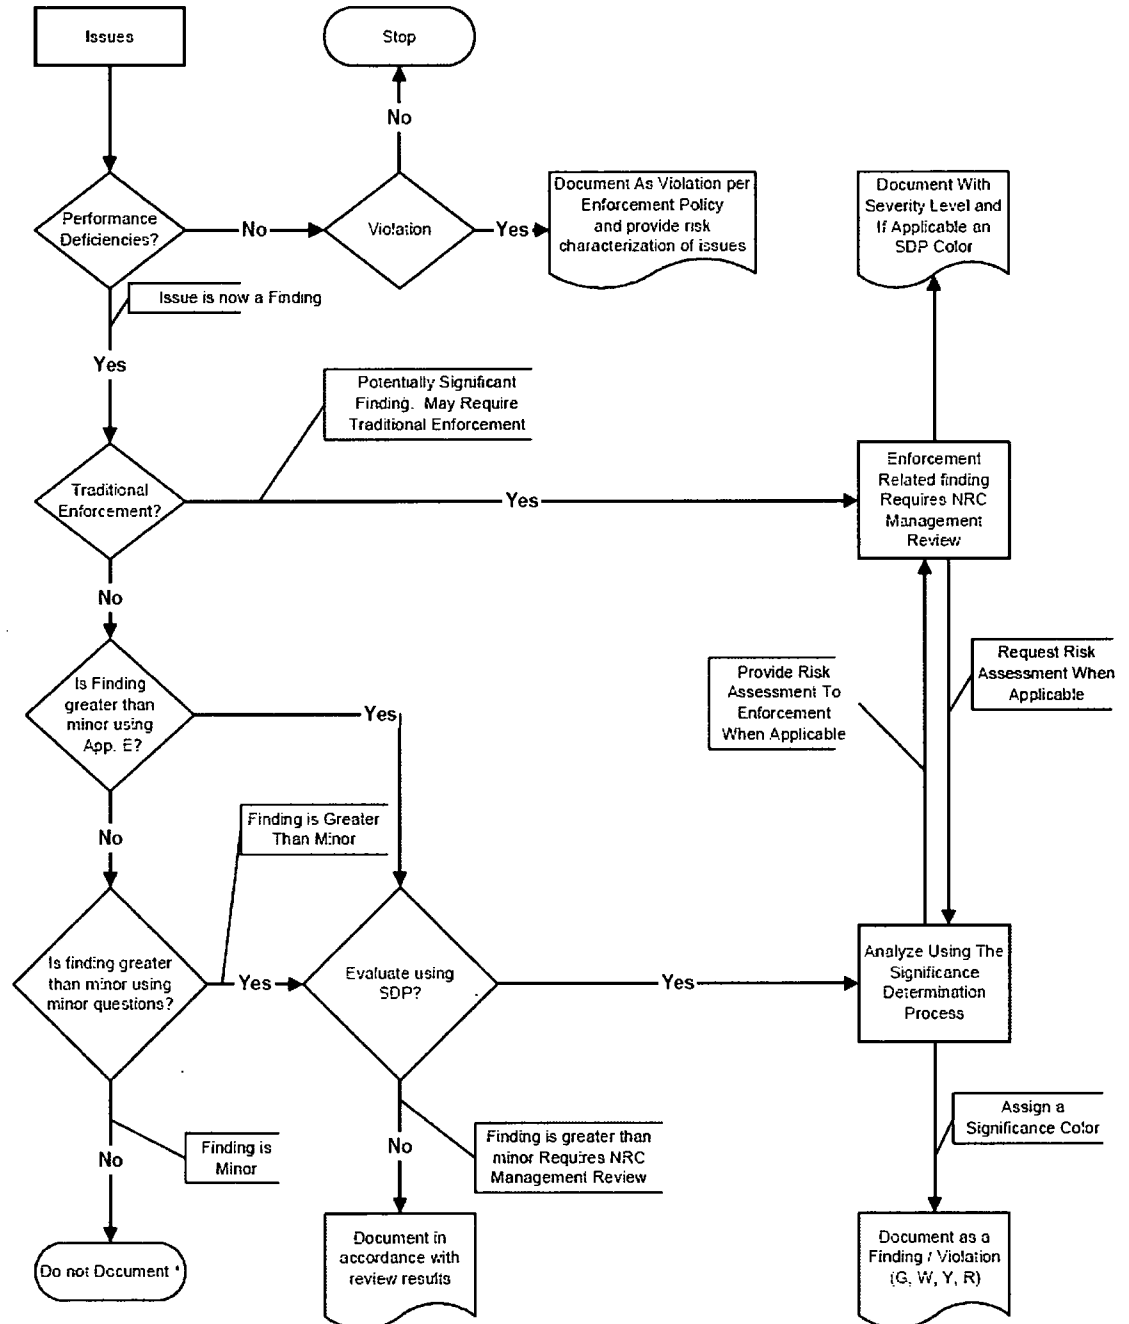 Issues
Stop
No
Performance
Deficiencies?
No
Violation
Yes
Document As Violation per
Enforcement Policy
and provide risk
characterization of issues
Document With
Severity Level and
If Applicable an
SDP Color
Issue is now a Finding
Yes
Potentially Significant
Finding. May Require
Traditional Enforcement
Traditional
Enforcement?
Yes
Enforcement
Related finding
Requires NRC
Management
Review
No
Is Finding
greater than
minor using
App. E?
Yes
Provide Risk
Assessment To
Enforcement
When Applicable
Request Risk
Assessment When
Applicable
No
Finding is Greater
Than Minor
Is finding greater
than minor using
minor questions?
Yes
Evaluate using
SDP?
Yes
Analyze Using The
Significance
Determination
Process
No
Finding is
Minor
No
Finding is greater than
minor Requires NRC
Management Review
Assign a
Significance Color
Do not Document *
Document in
accordance with
review results
Document as a
Finding / Violation
(G, W, Y, R)